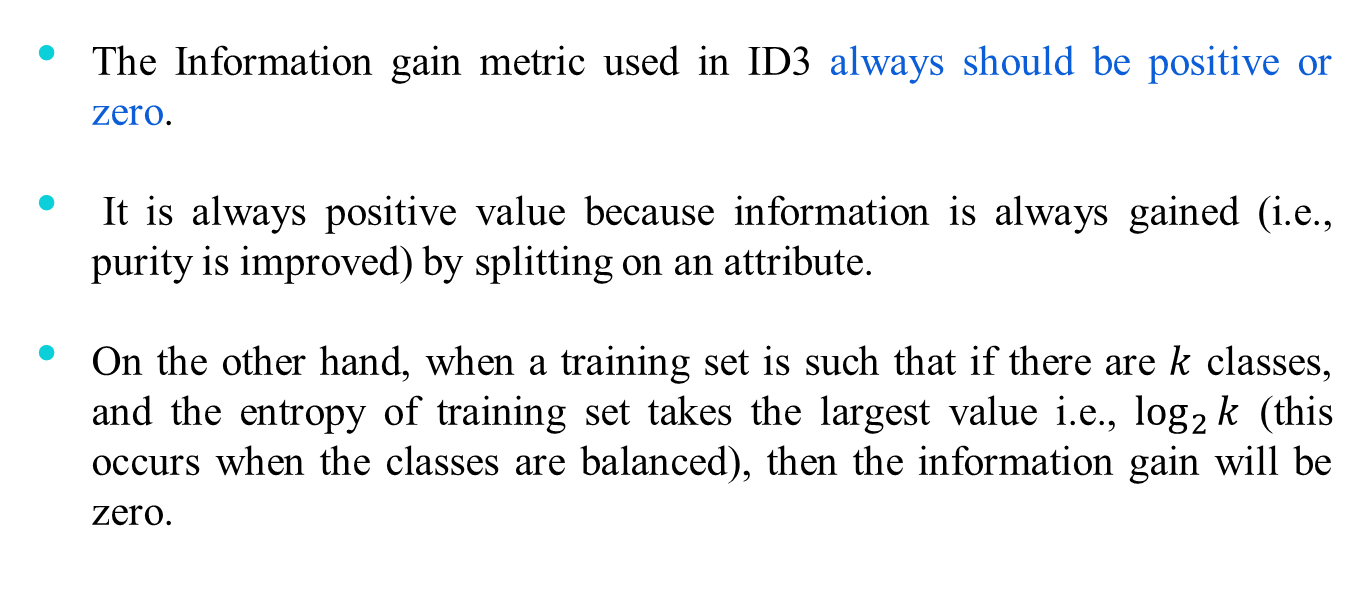 • The Information gain metric used in ID3 always should be positive or
zero.
• It is always positive value because information is always gained (i.e.,
purity is improved) by splitting on an attribute.
• On the other hand, when a training set is such that if there are k classes,
and the entropy of training set takes the largest value i.e., log₂ k (this
occurs when the classes are balanced), then the information gain will be
zero.